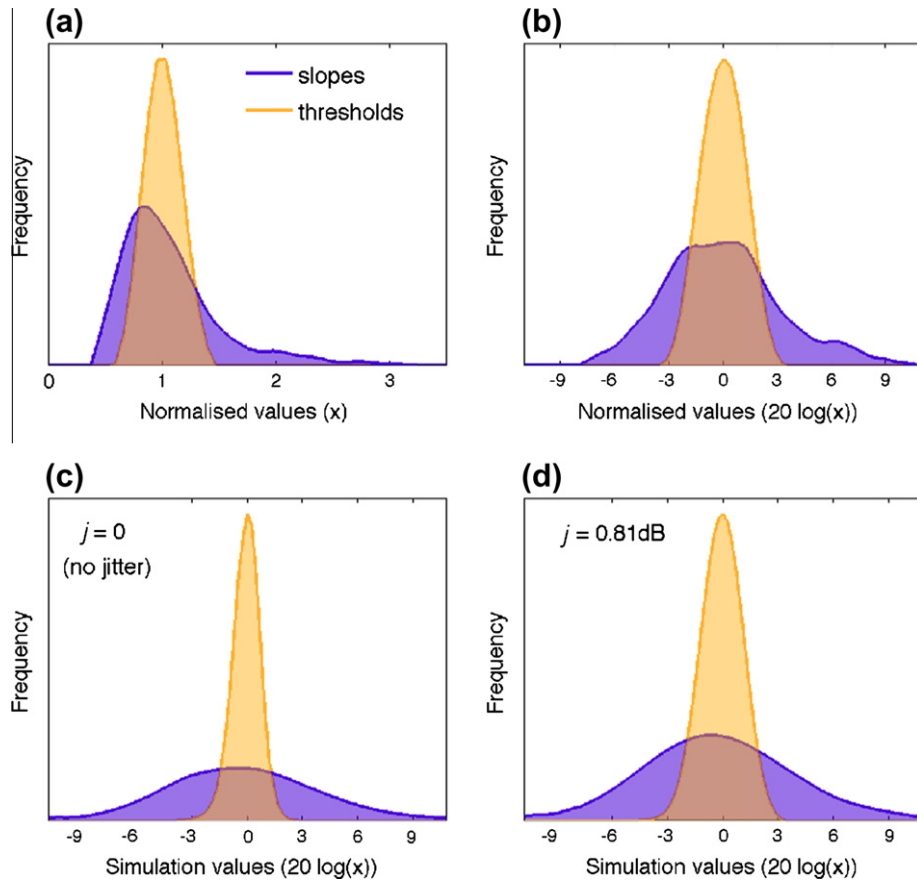 (a)
slopes
thresholds
Frequency
0 1 2 3
Normalised values (x)
(b)
Frequency
-9 -6 -3 0 3 6 9
Normalised values (20 log(x))
(c)
j = 0
(no jitter)
Frequency
-9 -6 -3 0 3 6 9
Simulation values (20 log(x))
(d)
j = 0.81dB
Frequency
-9 -6 -3 0 3 6 9
Simulation values (20 log(x))